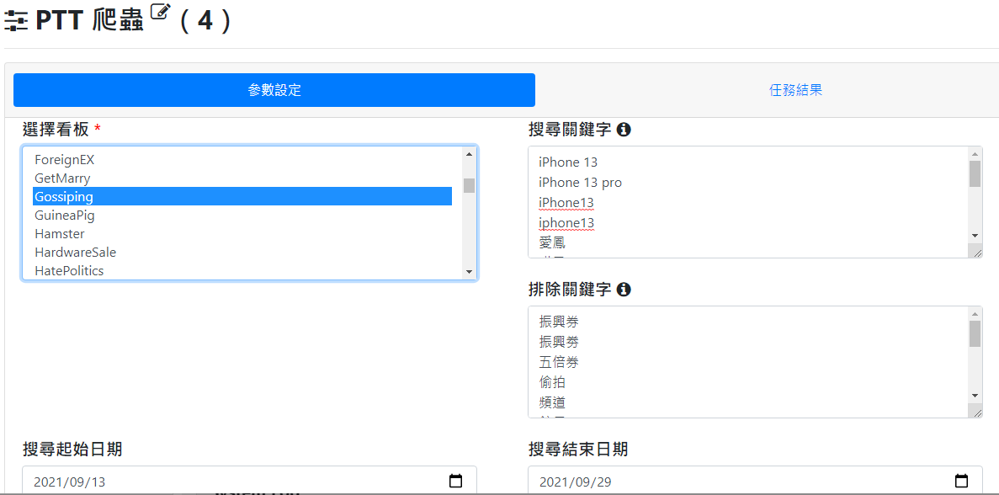 PTT 爬蟲 ( 4 )
參數設定
任務結果
選擇看板 *
ForeignEX
GetMarry
Gossiping
GuineaPig
Hamster
HardwareSale
HatePolitics
搜尋關鍵字
iPhone 13
iPhone 13 pro
iPhone13
iphone13
愛鳳
排除關鍵字
振興券
振興劵
五倍券
偷拍
頻道
搜尋起始日期
2021/09/13
搜尋結束日期
2021/09/29